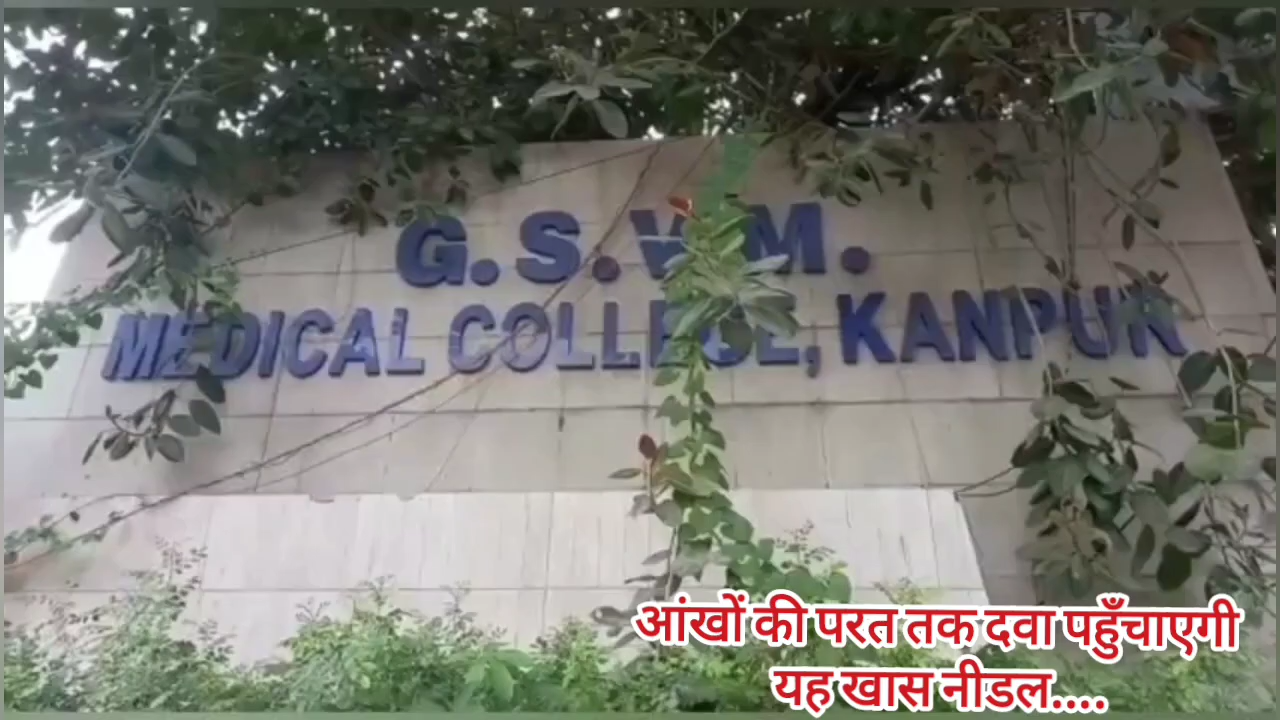 G.S.V.M.
MEDICAL COLLEGE, KANPUR
आंखों की परत तक दवा पहुँचाएगी
यह खास नीडल....